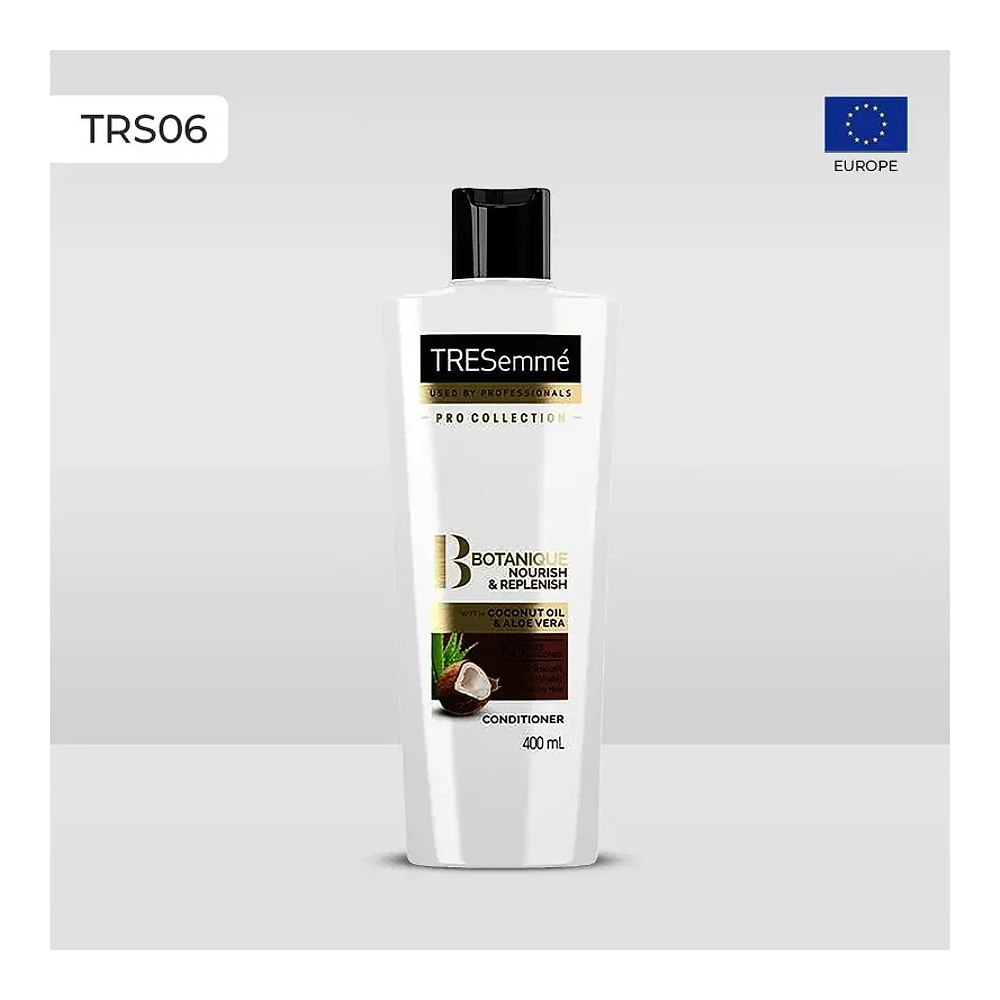 TRS06
EUROPE
TRESemmé
USED BY PROFESSIONALS
PRO COLLECTION
B BOTANIQUE
NOURISH
& REPLENISH
WITH COCONUT OIL
& ALOE VERA
CONDITIONER
400 mL